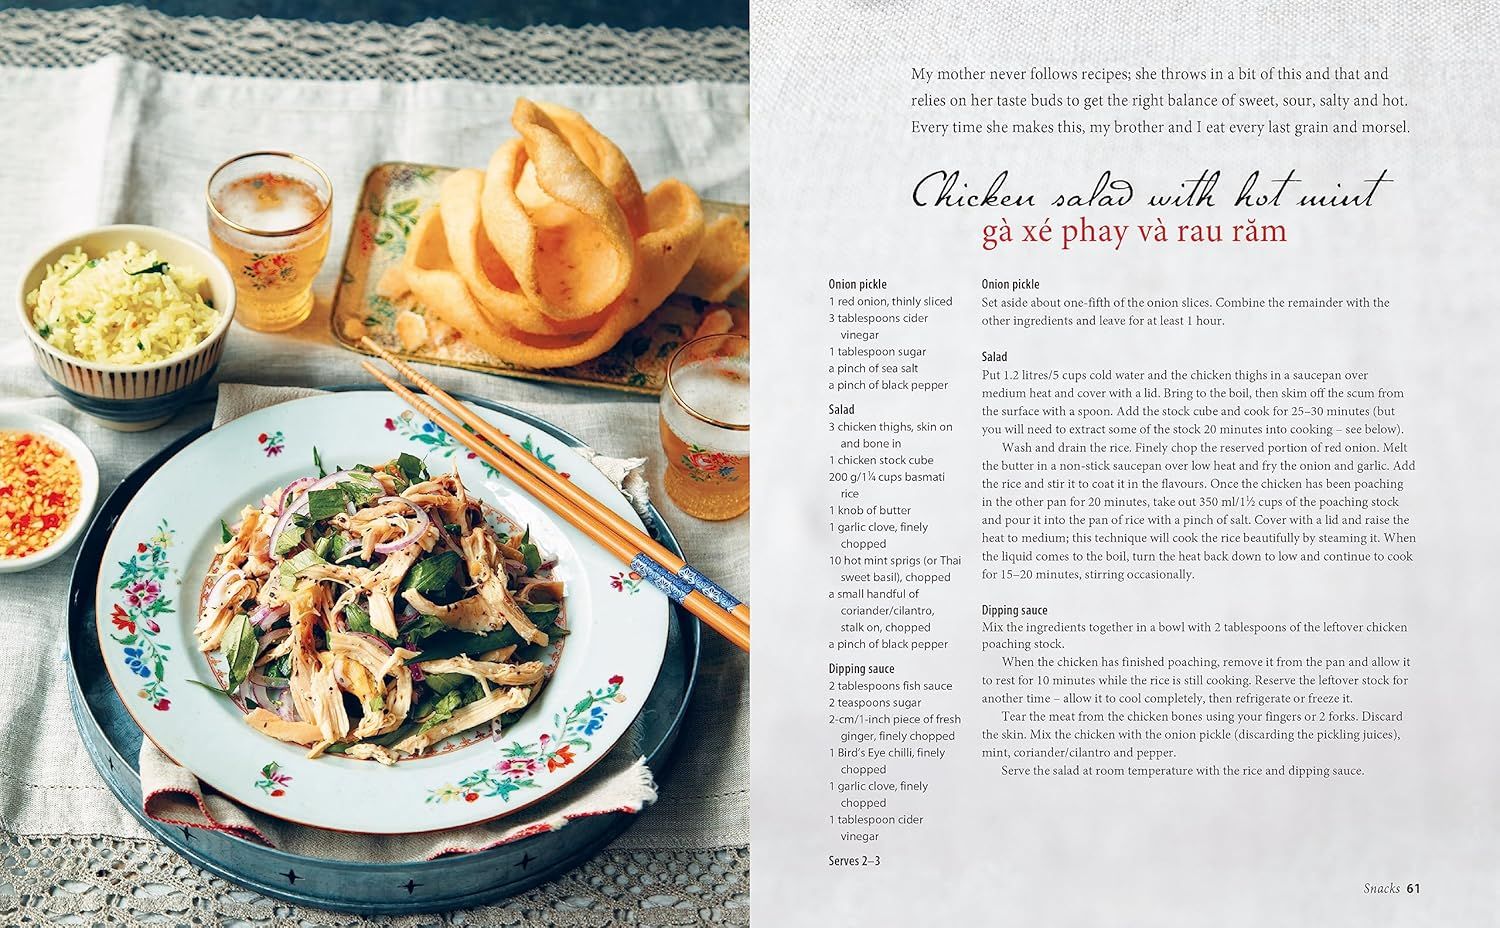 My mother never follows recipes; she throws in a bit of this and that and
relies on her taste buds to get the right balance of sweet, sour, salty and hot.
Every time she makes this, my brother and I eat every last grain and morsel.
Chicken salad with hot mint
gà xé phay và rau răm
Onion pickle
1 red onion, thinly sliced
3 tablespoons cider
vinegar
1 tablespoon sugar
a pinch of sea salt
a pinch of black pepper
Salad
3 chicken thighs, skin on
and bone in
1 chicken stock cube
200 g/1¼ cups basmati
rice
1 knob of butter
1 garlic clove, finely
chopped
10 hot mint sprigs (or Thai
sweet basil), chopped
a small handful of
coriander/cilantro,
stalk on, chopped
a pinch of black pepper
Dipping sauce
2 tablespoons fish sauce
2 teaspoons sugar
2-cm/1-inch piece of fresh
ginger, finely chopped
1 Bird's Eye chilli, finely
chopped
1 garlic clove, finely
chopped
1 tablespoon cider
vinegar
Serves 2–3
Onion pickle
Set aside about one-fifth of the onion slices. Combine the remainder with the
other ingredients and leave for at least 1 hour.
Salad
Put 1.2 litres/5 cups cold water and the chicken thighs in a saucepan over
medium heat and cover with a lid. Bring to the boil, then skim off the scum from
the surface with a spoon. Add the stock cube and cook for 25–30 minutes (but
you will need to extract some of the stock 20 minutes into cooking – see below).
Wash and drain the rice. Finely chop the reserved portion of red onion. Melt
the butter in a non-stick saucepan over low heat and fry the onion and garlic. Add
the rice and stir it to coat it in the flavours. Once the chicken has been poaching
in the other pan for 20 minutes, take out 350 ml/1½ cups of the poaching stock
and pour it into the pan of rice with a pinch of salt. Cover with a lid and raise the
heat to medium; this technique will cook the rice beautifully by steaming it. When
the liquid comes to the boil, turn the heat back down to low and continue to cook
for 15–20 minutes, stirring occasionally.
Dipping sauce
Mix the ingredients together in a bowl with 2 tablespoons of the leftover chicken
poaching stock.
When the chicken has finished poaching, remove it from the pan and allow it
to rest for 10 minutes while the rice is still cooking. Reserve the leftover stock for
another time – allow it to cool completely, then refrigerate or freeze it.
Tear the meat from the chicken bones using your fingers or 2 forks. Discard
the skin. Mix the chicken with the onion pickle (discarding the pickling juices),
mint, coriander/cilantro and pepper.
Serve the salad at room temperature with the rice and dipping sauce.
Snacks 61